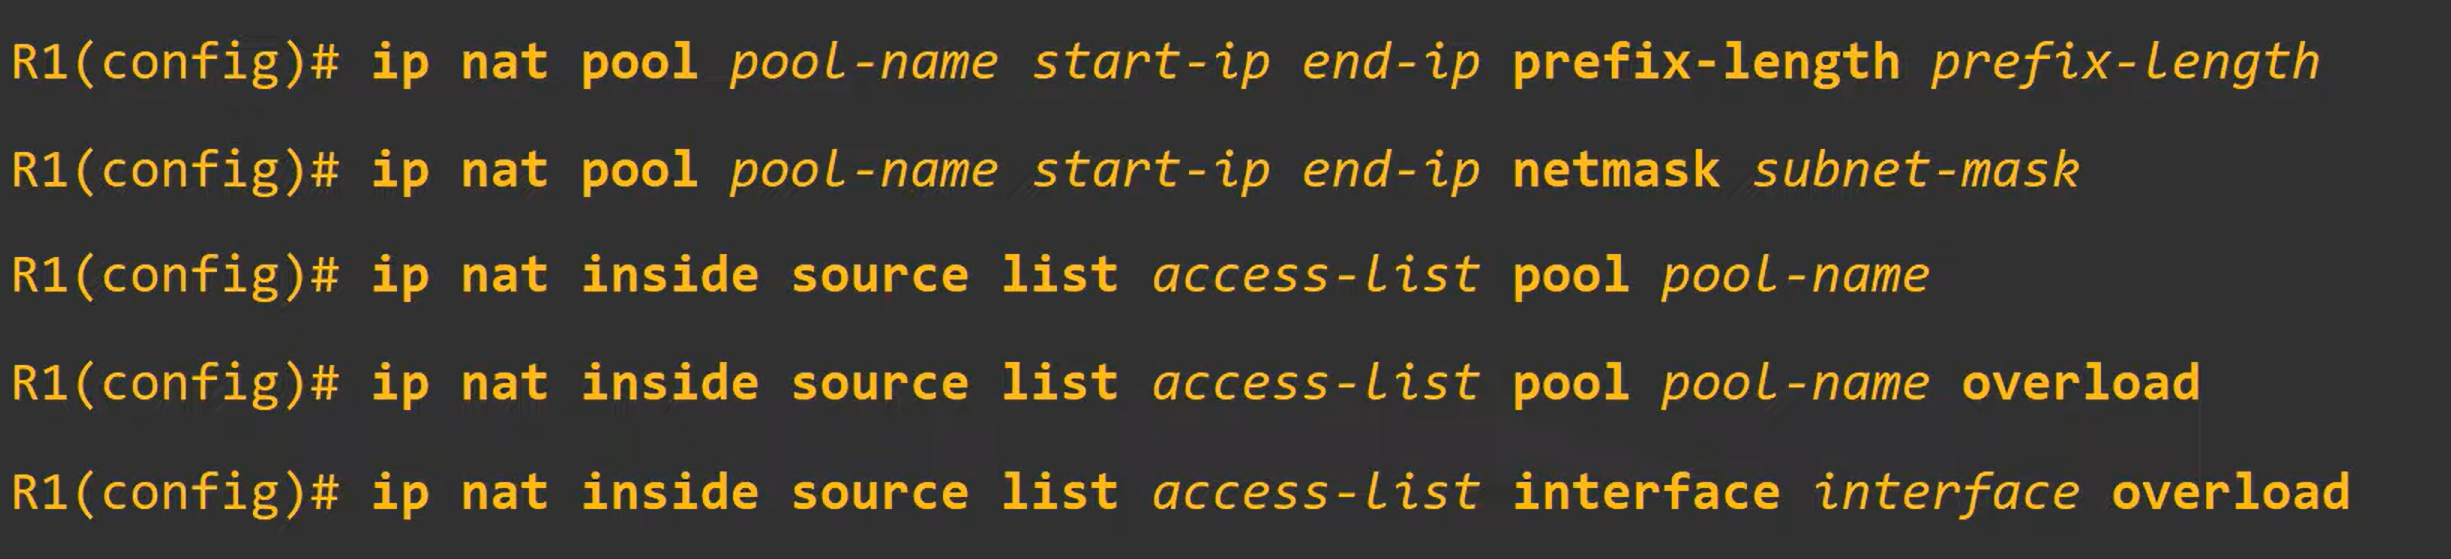 R1(config)# ip nat pool pool-name start-ip end-ip prefix-length prefix-length
R1(config)# ip nat pool pool-name start-ip end-ip netmask subnet-mask
R1(config)# ip nat inside source list access-list pool pool-name
R1(config)# ip nat inside source list access-list pool pool-name overload
R1(config)# ip nat inside source list access-list interface interface overload